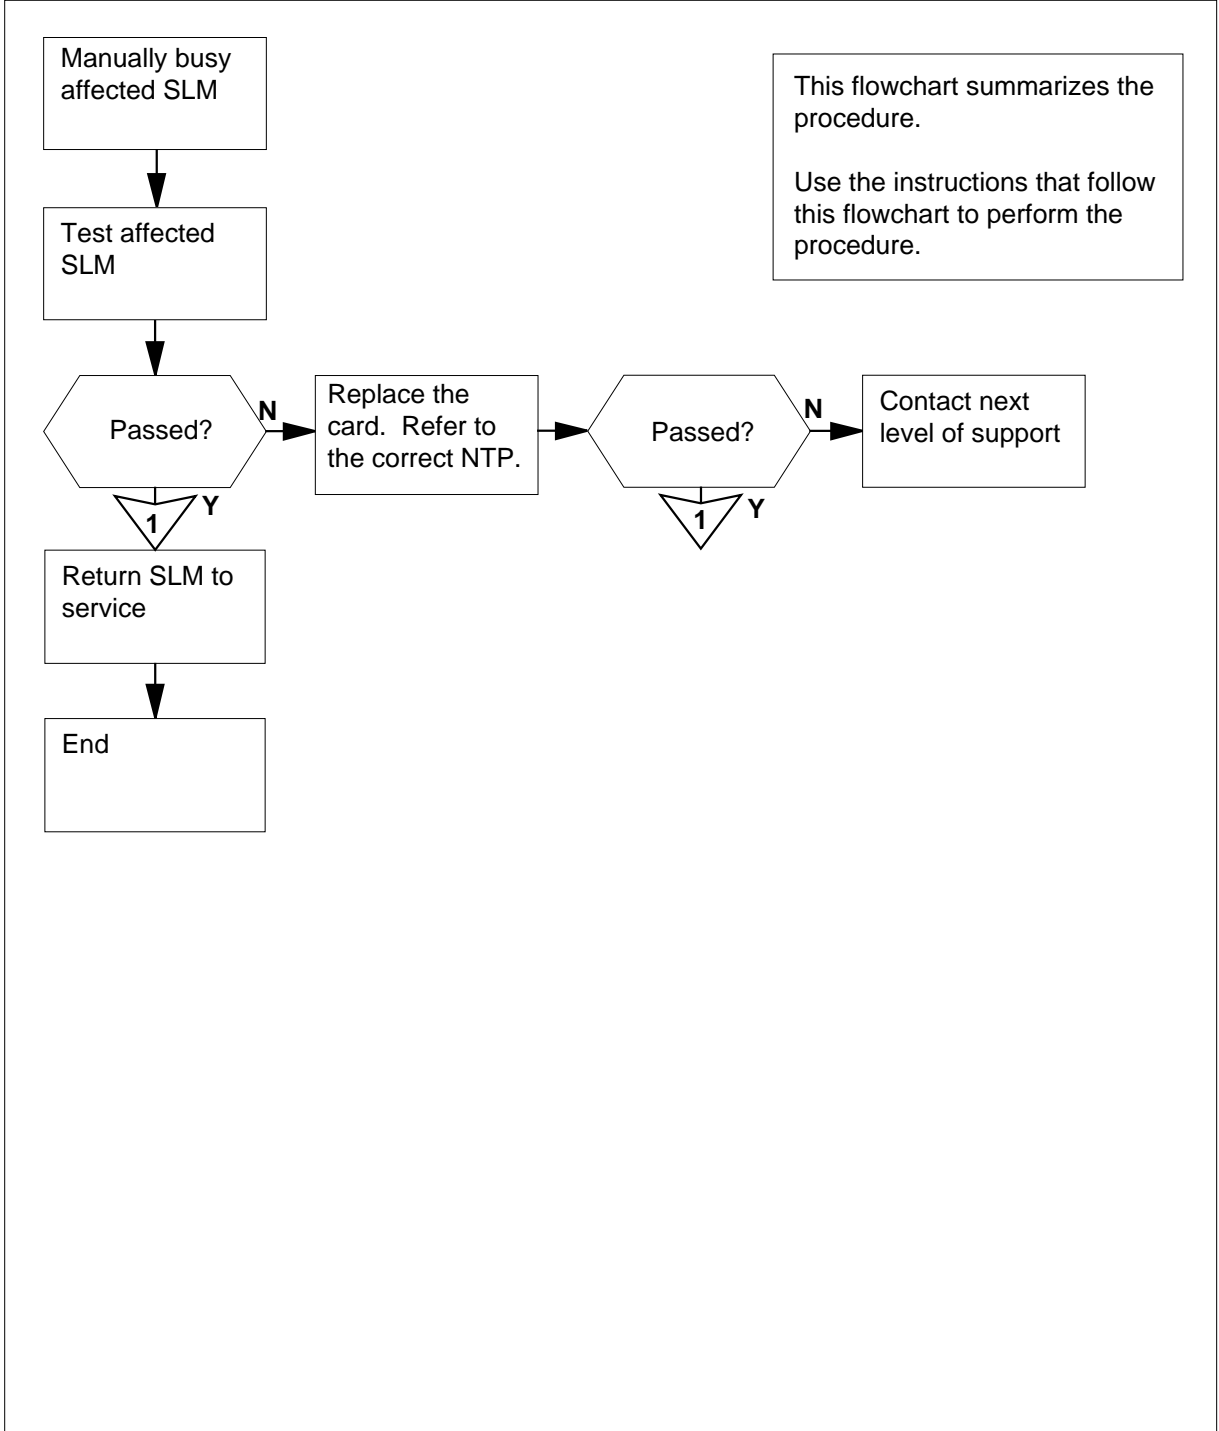 Manually busy
affected SLM
This flowchart summarizes the
procedure.
Use the instructions that follow
this flowchart to perform the
procedure.
Test affected
SLM
Passed?
N
Replace the
card.  Refer to
the correct NTP.
Passed?
N
Contact next
level of support
1
Y
1
Y
Return SLM to
service
End